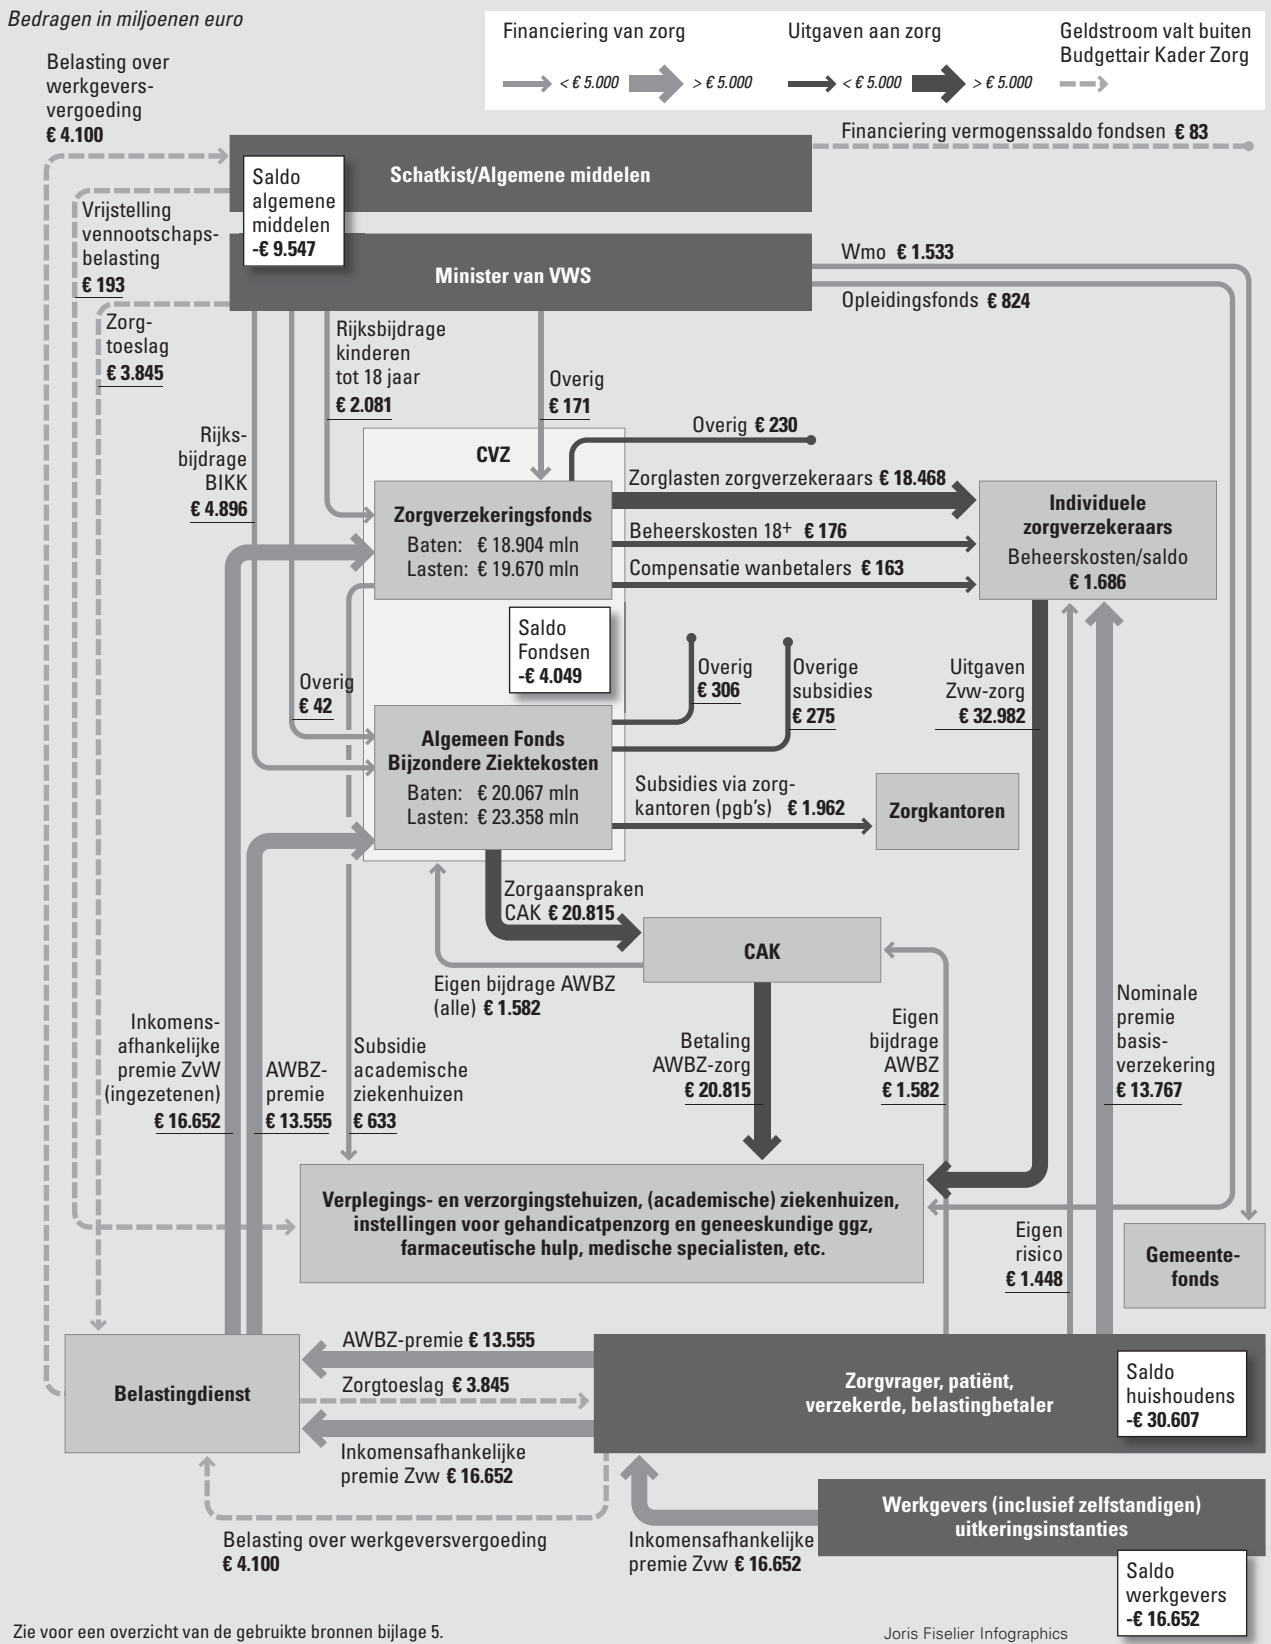 Bedragen in miljoenen euro
Financiering van zorg
< € 5.000
> € 5.000
Uitgaven aan zorg
< € 5.000
> € 5.000
Geldstroom valt buiten
Budgettair Kader Zorg
Belasting over
werkgevers-
vergoeding
€ 4.100
Financiering vermogenssaldo fondsen € 83
Schatkist/Algemene middelen
Saldo
algemene
middelen
-€ 9.547
Vrijstelling
vennootschaps-
belasting
€ 193
Minister van VWS
Wmo € 1.533
Opleidingsfonds € 824
Zorg-
toeslag
€ 3.845
Rijksbijdrage
kinderen
tot 18 jaar
€ 2.081
Overig
€ 171
Rijks-
bijdrage
BIKK
€ 4.896
CVZ
Overig € 230
Zorgverzekeringsfonds
Baten: € 18.904 mln
Lasten: € 19.670 mln
Zorglasten zorgverzekeraars € 18.468
Beheerskosten 18+ € 176
Compensatie wanbetalers € 163
Individuele
zorgverzekeraars
Beheerskosten/saldo
€ 1.686
Saldo
Fondsen
-€ 4.049
Overig
€ 42
Overig
€ 306
Overige
subsidies
€ 275
Uitgaven
Zvw-zorg
€ 32.982
Algemeen Fonds
Bijzondere Ziektekosten
Baten: € 20.067 mln
Lasten: € 23.358 mln
Subsidies via zorg-
kantoren (pgb's) € 1.962
Zorgkantoren
Zorgaanspraken
CAK € 20.815
CAK
Eigen bijdrage AWBZ
(alle) € 1.582
Inkomens-
afhankelijke
premie ZvW
(ingezetenen)
€ 16.652
AWBZ-
premie
€ 13.555
Subsidie
academische
ziekenhuizen
€ 633
Betaling
AWBZ-zorg
€ 20.815
Eigen
bijdrage
AWBZ
€ 1.582
Nominale
premie
basis-
verzekering
€ 13.767
Verplegings- en verzorgingstehuizen, (academische) ziekenhuizen,
instellingen voor gehandicatpenzorg en geneeskundige ggz,
farmaceutische hulp, medische specialisten, etc.
Eigen
risico
€ 1.448
Gemeente-
fonds
Belastingdienst
AWBZ-premie € 13.555
Zorgtoeslag € 3.845
Inkomensafhankelijke
premie Zvw € 16.652
Zorgvrager, patiënt,
verzekerde, belastingbetaler
Saldo
huishoudens
-€ 30.607
Belasting over werkgeversvergoeding
€ 4.100
Inkomensafhankelijke
premie Zvw € 16.652
Werkgevers (inclusief zelfstandigen)
uitkeringsinstanties
Saldo
werkgevers
-€ 16.652
Zie voor een overzicht van de gebruikte bronnen bijlage 5.
Joris Fiselier Infographics